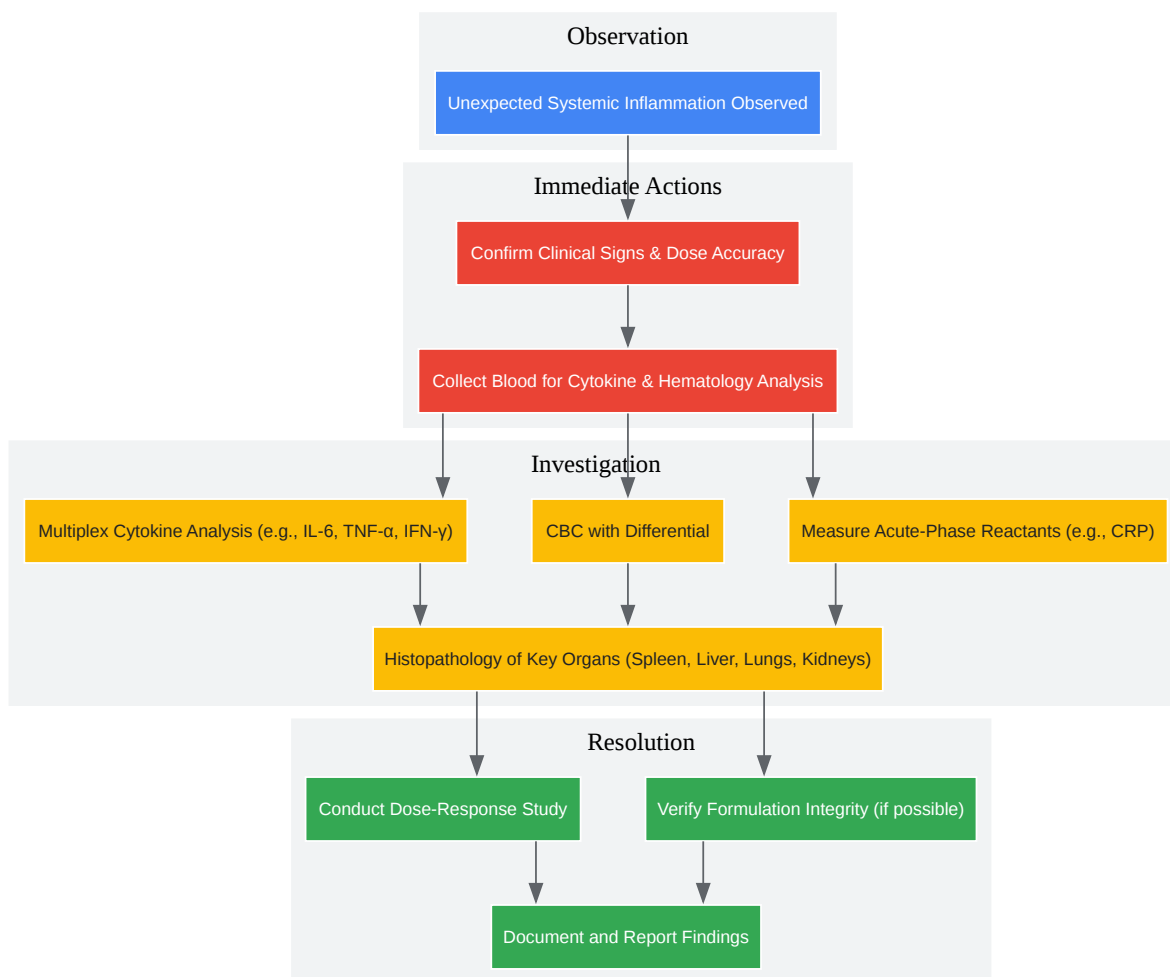 Observation
Unexpected Systemic Inflammation Observed
Immediate Actions
Confirm Clinical Signs & Dose Accuracy
Collect Blood for Cytokine & Hematology Analysis
Investigation
Multiplex Cytokine Analysis (e.g., IL-6, TNF-α, IFN-γ)
CBC with Differential
Measure Acute-Phase Reactants (e.g., CRP)
Histopathology of Key Organs (Spleen, Liver, Lungs, Kidneys)
Resolution
Conduct Dose-Response Study
Verify Formulation Integrity (if possible)
Document and Report Findings